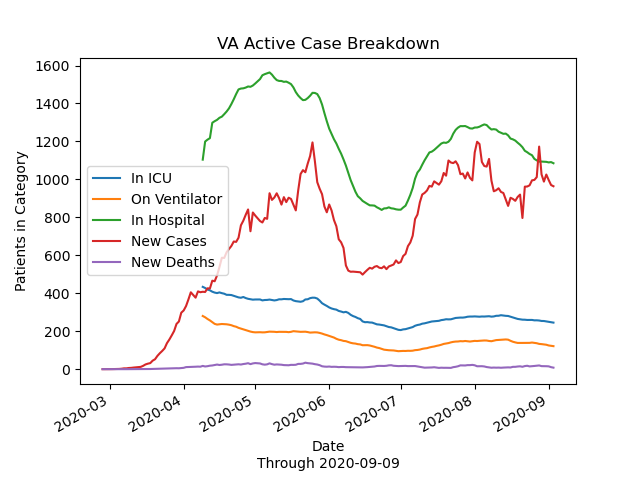 VA Active Case Breakdown
1600
1400
1200
1000
800
600
400
200
0
Patients in Category
In ICU
On Ventilator
In Hospital
New Cases
New Deaths
2020-03
2020-04
2020-05
2020-06
2020-07
2020-08
2020-09
Date
Through 2020-09-09